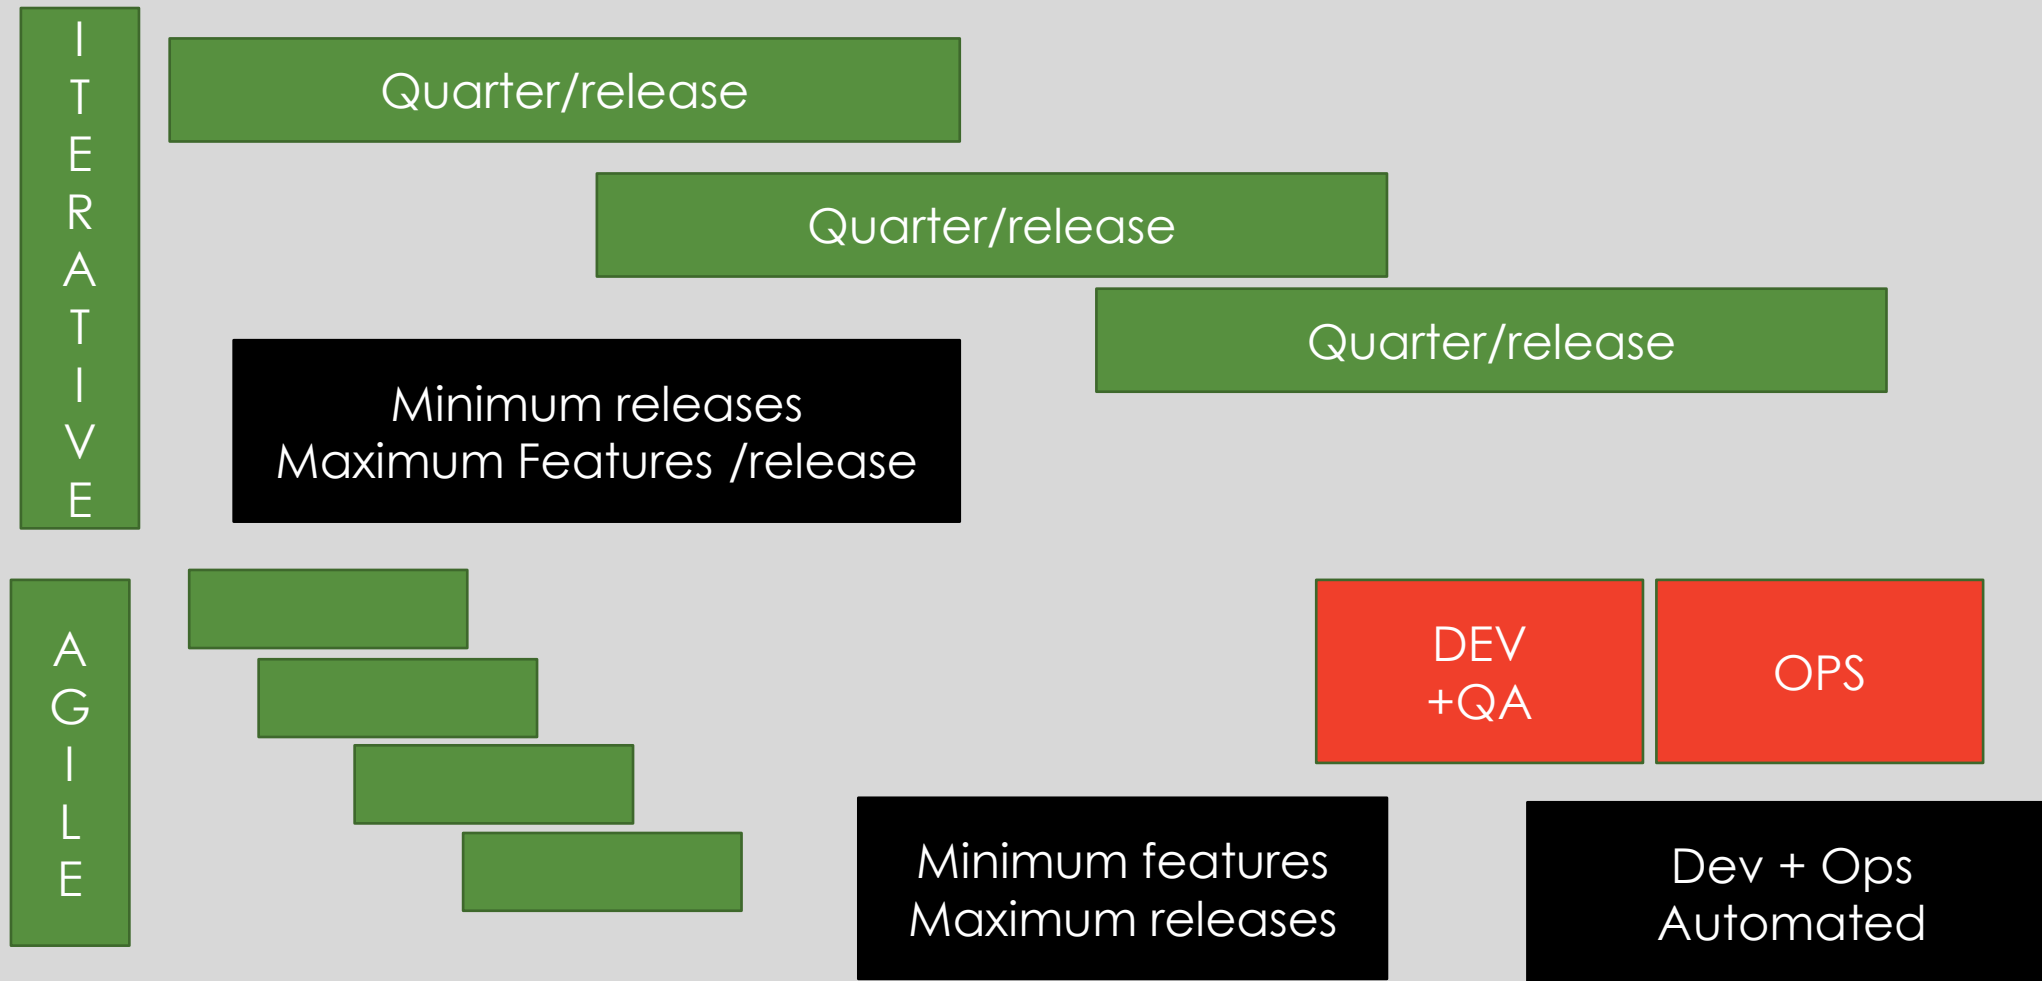 ITERATIVE
Quarter/release
Quarter/release
Quarter/release
Minimum releases
Maximum Features /release
AGILE
DEV
+QA
OPS
Minimum features
Maximum releases
Dev + Ops
Automated